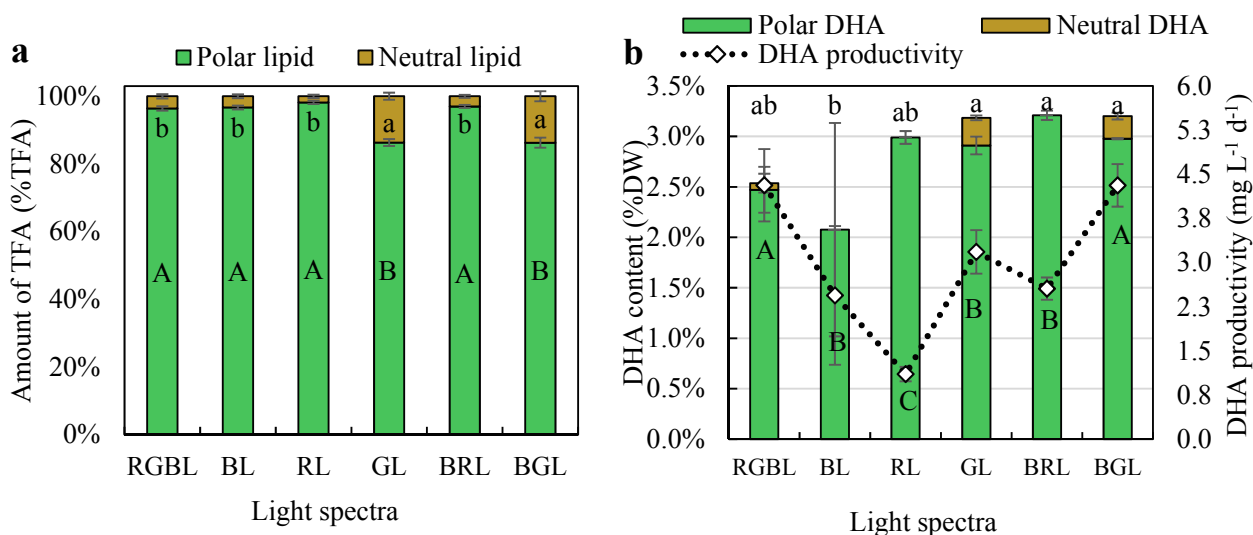 a
Polar lipid
Neutral lipid
Amount of TFA (%TFA)
100%
80%
60%
40%
20%
0%
b
b
b
a
b
a
A
A
A
B
A
B
RGBL BL RL GL BRL BGL
Light spectra
b
Polar DHA
Neutral DHA
DHA productivity
DHA content (%DW)
3.5%
3.0%
2.5%
2.0%
1.5%
1.0%
0.5%
0.0%
ab b ab a a a
A
B
C
B
B
A
6.0
5.3
4.5
3.8
3.0
2.3
1.5
0.8
0.0
DHA productivity (mg L-1 d-1)
RGBL BL RL GL BRL BGL
Light spectra